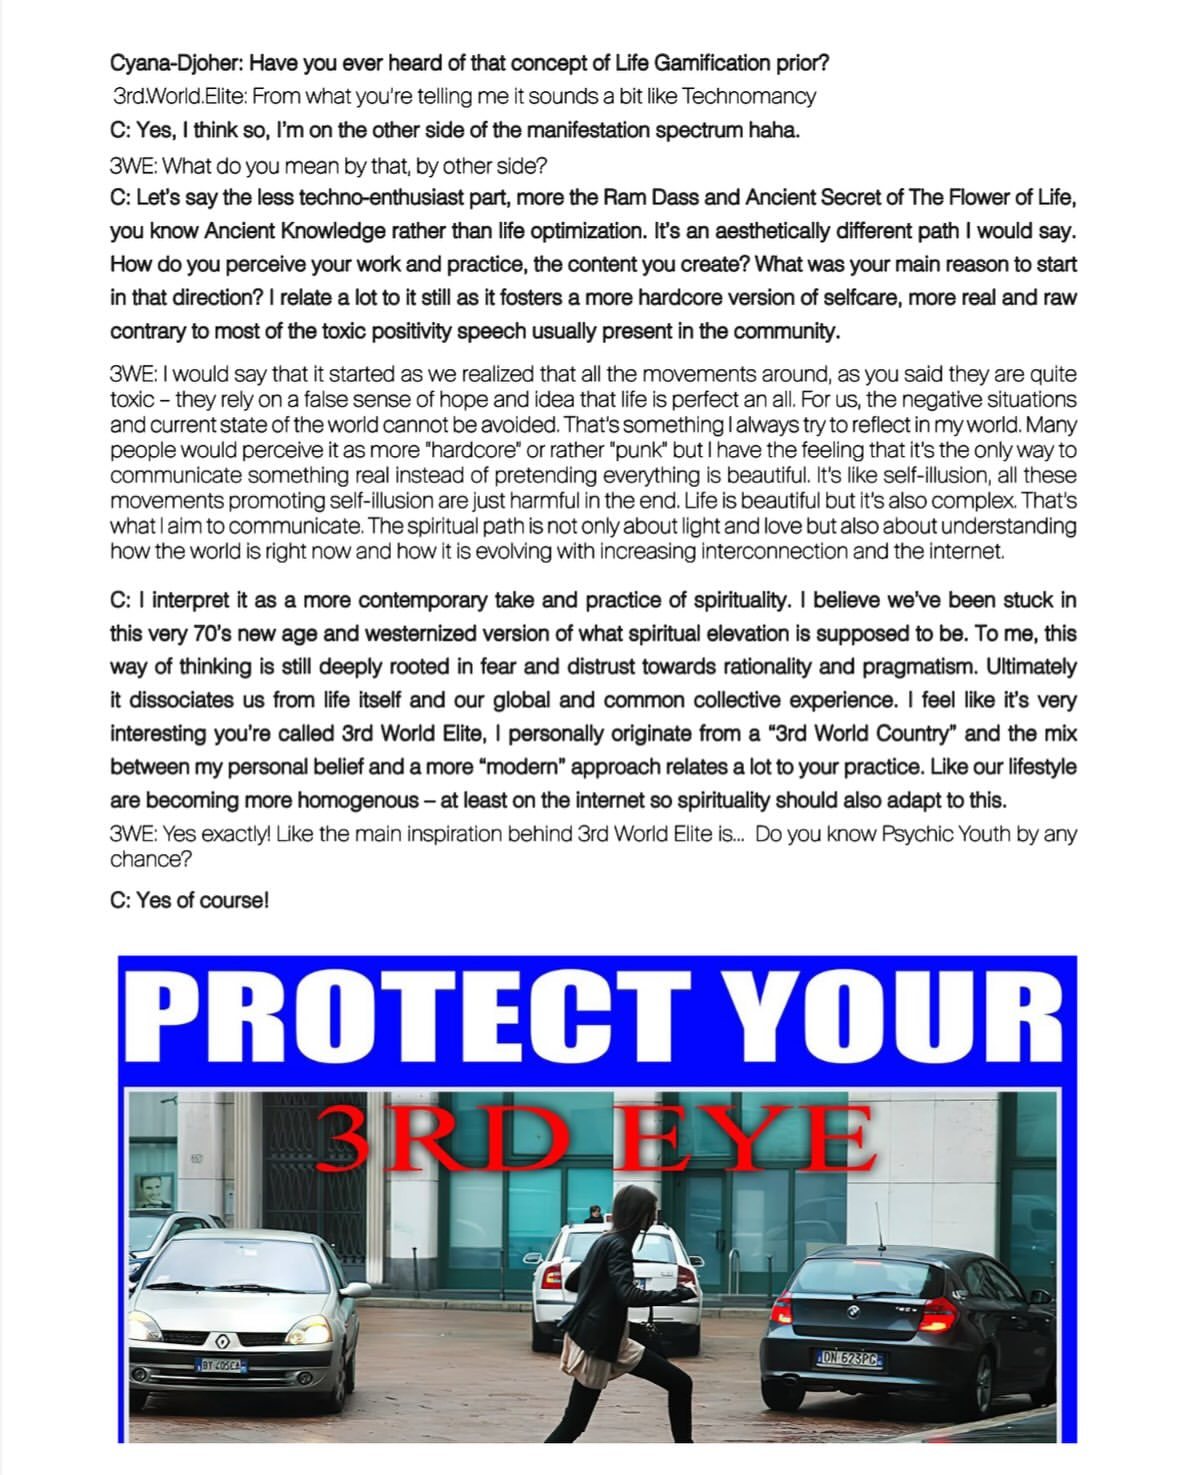 Cyana-Djoher: Have you ever heard of that concept of Life Gamification prior?
3rd.World.Elite: From what you're telling me it sounds a bit like Technomancy
C: Yes, I think so, I'm on the other side of the manifestation spectrum haha.
3WE: What do you mean by that, by other side?
C: Let's say the less techno-enthusiast part, more the Ram Dass and Ancient Secret of The Flower of Life,
you know Ancient Knowledge rather than life optimization. It's an aesthetically different path I would say.
How do you perceive your work and practice, the content you create? What was your main reason to start
in that direction? I relate a lot to it still as it fosters a more hardcore version of selfcare, more real and raw
contrary to most of the toxic positivity speech usually present in the community.
3WE: I would say that it started as we realized that all the movements around, as you said they are quite
toxic – they rely on a false sense of hope and idea that life is perfect an all. For us, the negative situations
and current state of the world cannot be avoided. That's something I always try to reflect in my world. Many
people would perceive it as more "hardcore" or rather "punk" but I have the feeling that it's the only way to
communicate something real instead of pretending everything is beautiful. It's like self-illusion, all these
movements promoting self-illusion are just harmful in the end. Life is beautiful but it's also complex. That's
what I aim to communicate. The spiritual path is not only about light and love but also about understanding
how the world is right now and how it is evolving with increasing interconnection and the internet.
C: I interpret it as a more contemporary take and practice of spirituality. I believe we've been stuck in
this very 70's new age and westernized version of what spiritual elevation is supposed to be. To me, this
way of thinking is still deeply rooted in fear and distrust towards rationality and pragmatism. Ultimately
it dissociates us from life itself and our global and common collective experience. I feel like it's very
interesting you're called 3rd World Elite, I personally originate from a "3rd World Country" and the mix
between my personal belief and a more "modern" approach relates a lot to your practice. Like our lifestyle
are becoming more homogenous – at least on the internet so spirituality should also adapt to this.
3WE: Yes exactly! Like the main inspiration behind 3rd World Elite is... Do you know Psychic Youth by any
chance?
C: Yes of course!
PROTECT YOUR
3RD EYE
DN 623PC